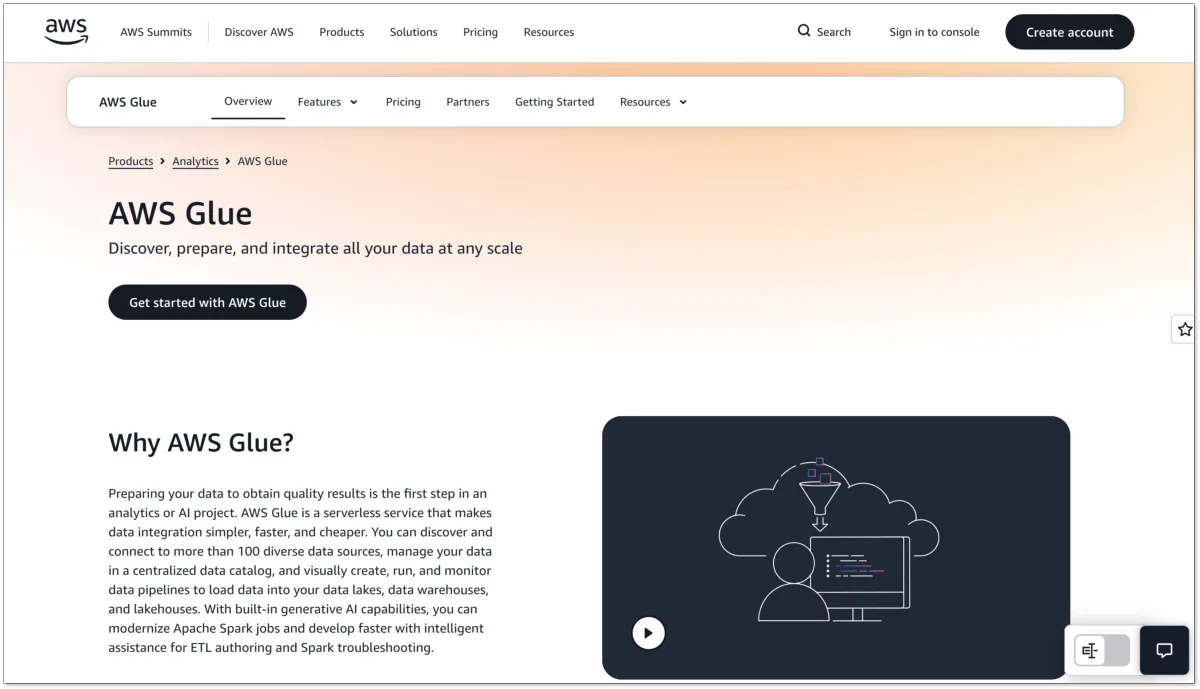 aws
AWS Summits
Discover AWS
Products
Solutions
Pricing
Resources
Search
Sign in to console
Create account
AWS Glue
Overview
Features
Pricing
Partners
Getting Started
Resources
Products > Analytics > AWS Glue
AWS Glue
Discover, prepare, and integrate all your data at any scale
Get started with AWS Glue
Why AWS Glue?
Preparing your data to obtain quality results is the first step in an
analytics or AI project. AWS Glue is a serverless service that makes
data integration simpler, faster, and cheaper. You can discover and
connect to more than 100 diverse data sources, manage your data
in a centralized data catalog, and visually create, run, and monitor
data pipelines to load data into your data lakes, data warehouses,
and lakehouses. With built-in generative AI capabilities, you can
modernize Apache Spark jobs and develop faster with intelligent
assistance for ETL authoring and Spark troubleshooting.